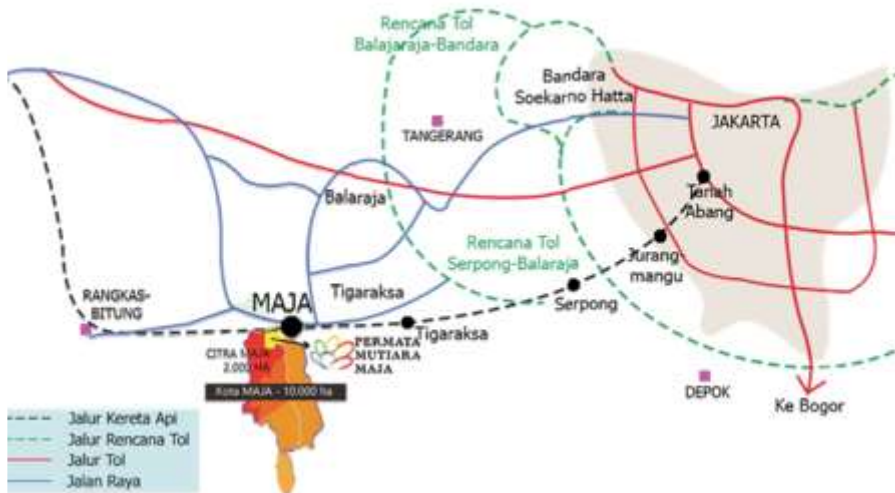 Rencana Tol
Balajaraja-Bandara
Bandara
Soekarno Hatta
JAKARTA
TANGERANG
Tanah
Abang
Balaraja
Rencana Tol
Serpong-Balaraja
Jurang-
mangu
RANGKAS-
BITUNG
MAJA
Tigaraksa
Serpong
Tigaraksa
CITRA MAJA
2.000 HA
PERMATA
MUTIARA
MAJA
Kota MAJA - 10.000 ha
DEPOK
Ke Bogor
Jalur Kereta Api
Jalur Rencana Tol
Jalur Tol
Jalan Raya